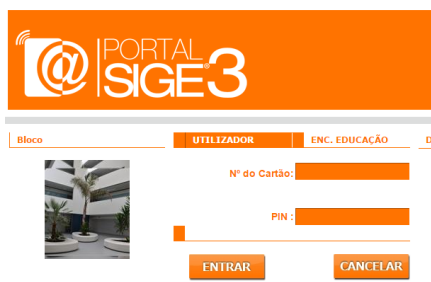 PORTAL
SIGE3
Bloco
UTILIZADOR
ENC. EDUCAÇÃO
Nº do Cartão:
PIN :
ENTRAR
CANCELAR